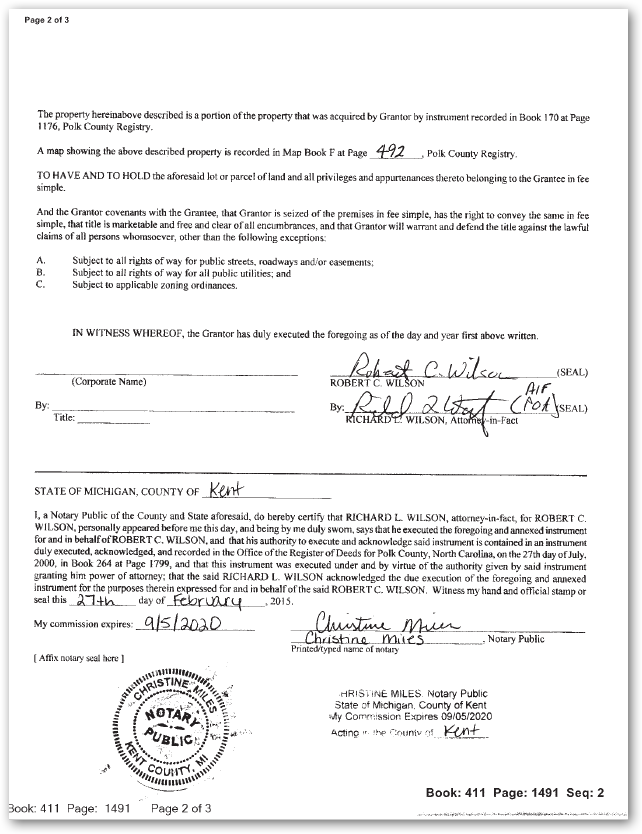 Page 2 of 3
The property hereinabove described is a portion of the property that was acquired by Grantor by instrument recorded in Book 170 at Page
1176, Polk County Registry.
A map showing the above described property is recorded in Map Book F at Page 492, Polk County Registry.
TO HAVE AND TO HOLD the aforesaid lot or parcel of land and all privileges and appurtenances thereto belonging to the Grantee in fee
simple.
And the Grantor covenants with the Grantee, that Grantor is seized of the premises in fee simple, has the right to convey the same in fee
simple, that title is marketable and free and clear of all encumbrances, and that Grantor will warrant and defend the title against the lawful
claims of all persons whomsoever, other than the following exceptions:
A. Subject to all rights of way for public streets, roadways and/or easements;
B. Subject to all rights of way for all public utilities; and
C. Subject to applicable zoning ordinances.
IN WITNESS WHEREOF, the Grantor has duly executed the foregoing as of the day and year first above written.
Robert C. Wilson (SEAL)
(Corporate Name) ROBERT C. WILSON
AIF
By: By: (POA) (SEAL)
Title: RICHARD L. WILSON, Attorney-in-Fact
STATE OF MICHIGAN, COUNTY OF Kent
I, a Notary Public of the County and State aforesaid, do hereby certify that RICHARD L. WILSON, attorney-in-fact, for ROBERT C.
WILSON, personally appeared before me this day, and being by me duly sworn, says that he executed the foregoing and annexed instrument
for and in behalf of ROBERT C. WILSON, and that his authority to execute and acknowledge said instrument is contained in an instrument
duly executed, acknowledged, and recorded in the Office of the Register of Deeds for Polk County, North Carolina, on the 27th day of July,
2000, in Book 264 at Page 1799, and that this instrument was executed under and by virtue of the authority given by said instrument
granting him power of attorney; that the said RICHARD L. WILSON acknowledged the due execution of the foregoing and annexed
instrument for the purposes therein expressed for and in behalf of the said ROBERT C. WILSON. Witness my hand and official stamp or
seal this 27th day of February, 2015.
My commission expires: 9/5/2020 Christine Miles
Christine Miles, Notary Public
Printed/typed name of notary
[ Affix notary seal here ]
CHRISTINE MILES
NOTARY
PUBLIC
KENT COUNTY, MI
HRISTINE MILES, Notary Public
State of Michigan, County of Kent
My Commission Expires 09/05/2020
Acting in the County of Kent
Book: 411 Page: 1491 Seq: 2
Book: 411 Page: 1491 Page 2 of 3